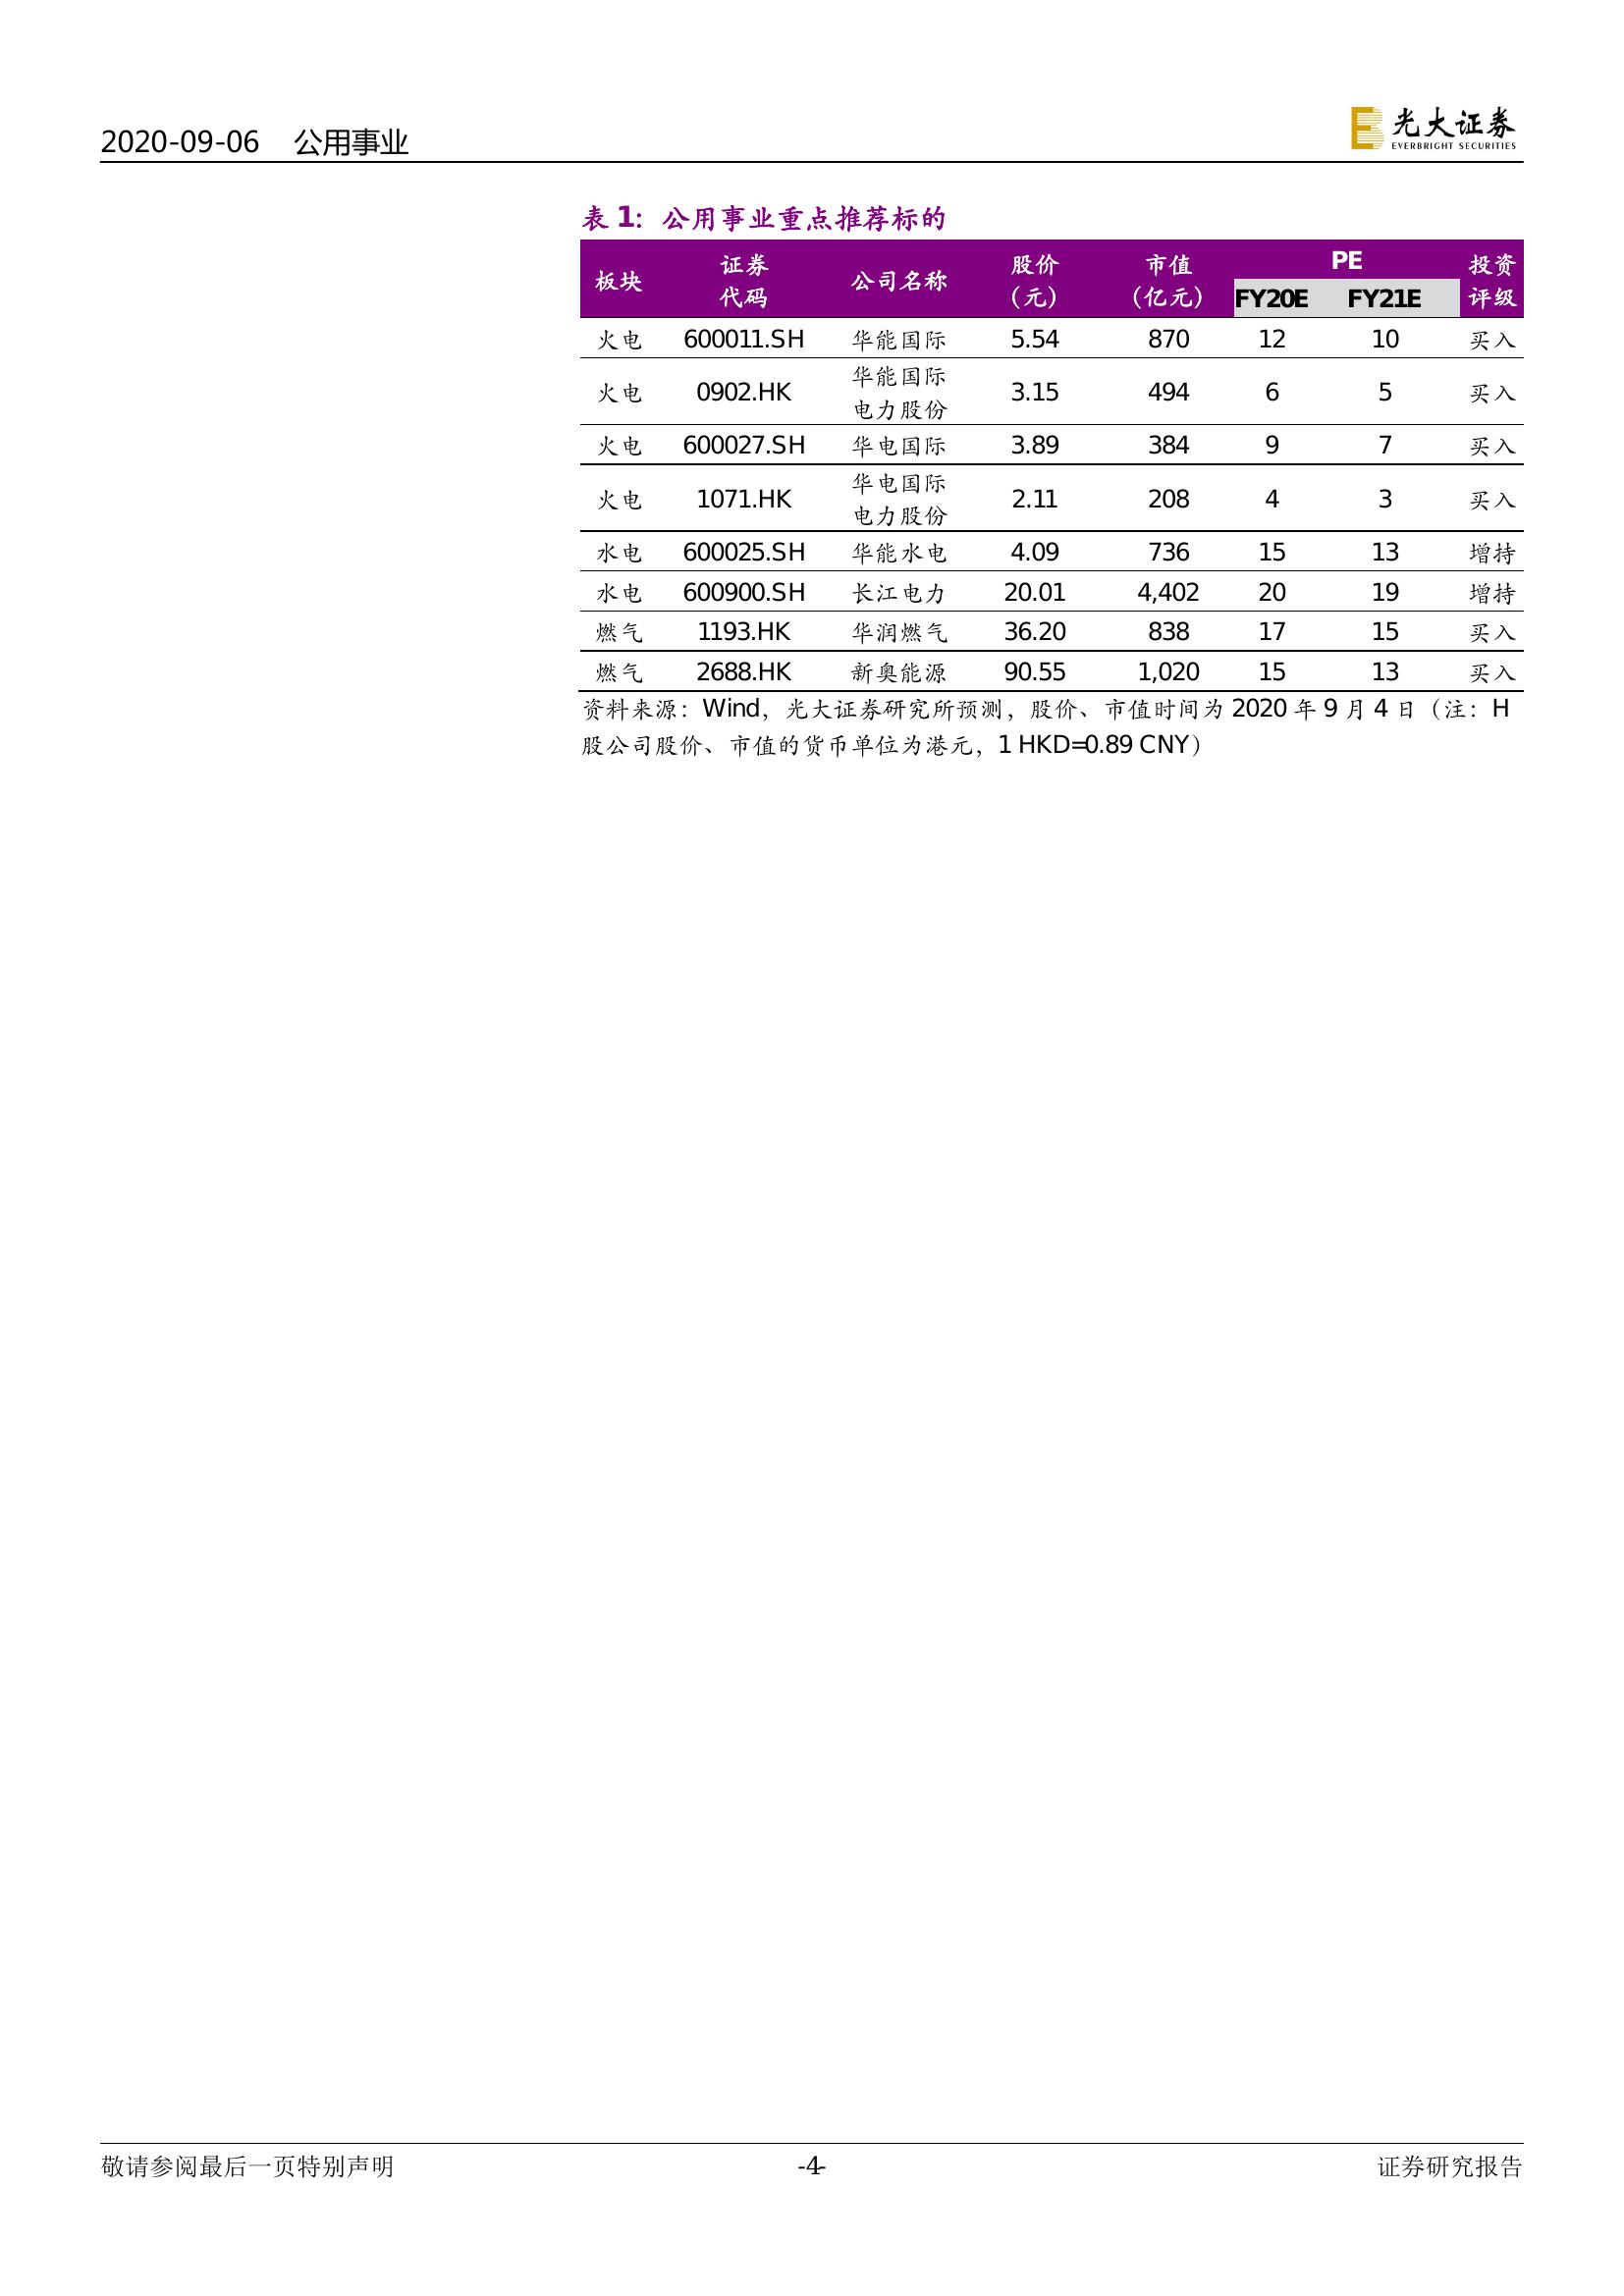 2020-09-06 公用事业
光大证券
EVERBRIGHT SECURITIES
表 1：公用事业重点推荐标的
板块 证券代码 公司名称 股价（元） 市值（亿元） PE 投资评级
FY20E FY21E
火电 600011.SH 华能国际 5.54 870 12 10 买入
火电 0902.HK 华能国际电力股份 3.15 494 6 5 买入
火电 600027.SH 华电国际 3.89 384 9 7 买入
火电 1071.HK 华电国际电力股份 2.11 208 4 3 买入
水电 600025.SH 华能水电 4.09 736 15 13 增持
水电 600900.SH 长江电力 20.01 4,402 20 19 增持
燃气 1193.HK 华润燃气 36.20 838 17 15 买入
燃气 2688.HK 新奥能源 90.55 1,020 15 13 买入
资料来源：Wind，光大证券研究所预测，股价、市值时间为 2020 年 9 月 4 日（注：H
股公司股价、市值的货币单位为港元，1 HKD=0.89 CNY）
敬请参阅最后一页特别声明 -4- 证券研究报告